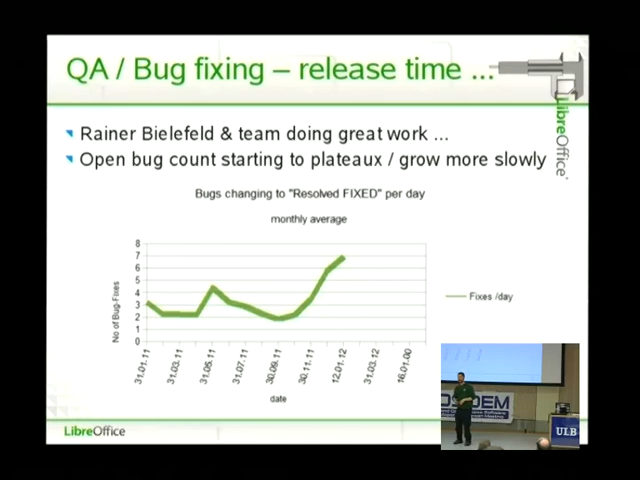 QA / Bug fixing – release time ...
LibreOffice
Rainer Bielefeld & team doing great work ...
Open bug count starting to plateaux / grow more slowly
Bugs changing to "Resolved FIXED" per day
monthly average
No of Bug-Fixes
8
7
6
5
4
3
2
1
0
Fixes /day
31.01.11
31.03.11
31.05.11
31.07.11
30.09.11
30.11.11
12.01.12
31.03.12
16.01.00
date
LibreOffice
OSDEM
ULB